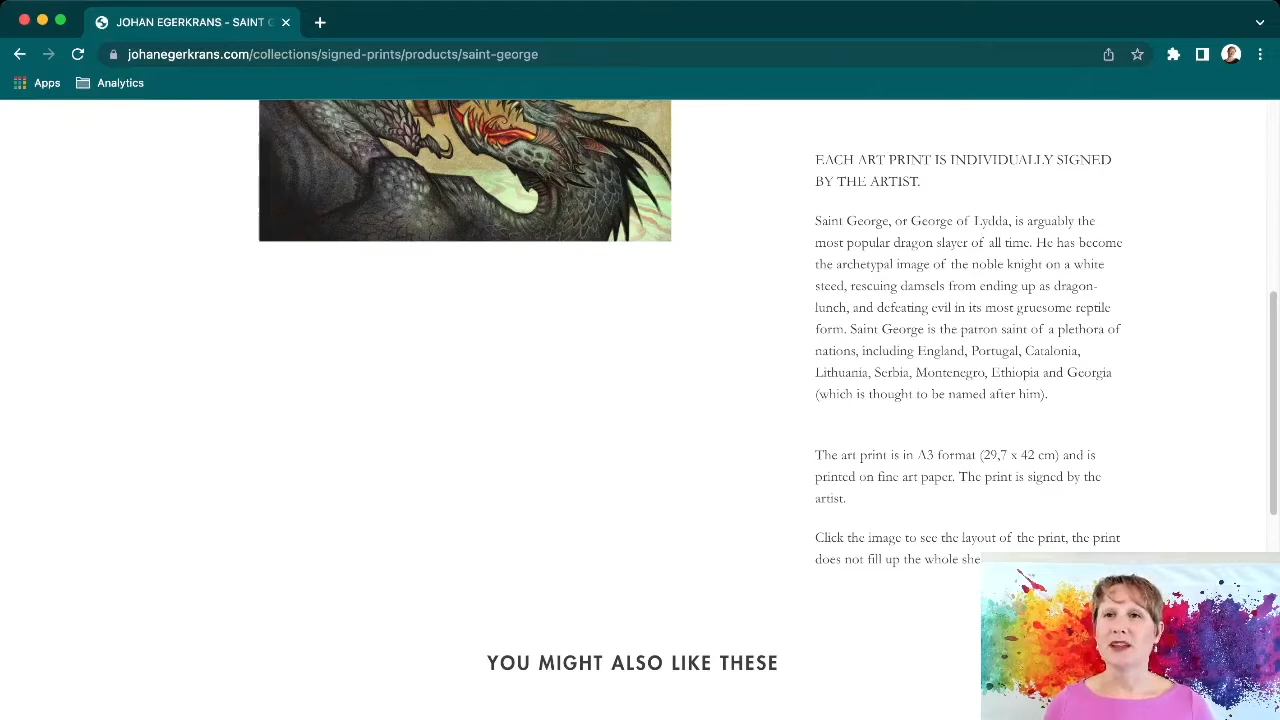 JOHAN EGERKRANS - SAINT G
johanegerkrans.com/collections/signed-prints/products/saint-george
Apps
Analytics
EACH ART PRINT IS INDIVIDUALLY SIGNED
BY THE ARTIST.
Saint George, or George of Lydda, is arguably the
most popular dragon slayer of all time. He has become
the archetypal image of the noble knight on a white
steed, rescuing damsels from ending up as dragon-
lunch, and defeating evil in its most gruesome reptile
form. Saint George is the patron saint of a plethora of
nations, including England, Portugal, Catalonia,
Lithuania, Serbia, Montenegro, Ethiopia and Georgia
(which is thought to be named after him).
The art print is in A3 format (29,7 x 42 cm) and is
printed on fine art paper. The print is signed by the
artist.
Click the image to see the layout of the print, the print
does not fill up the whole she
YOU MIGHT ALSO LIKE THESE